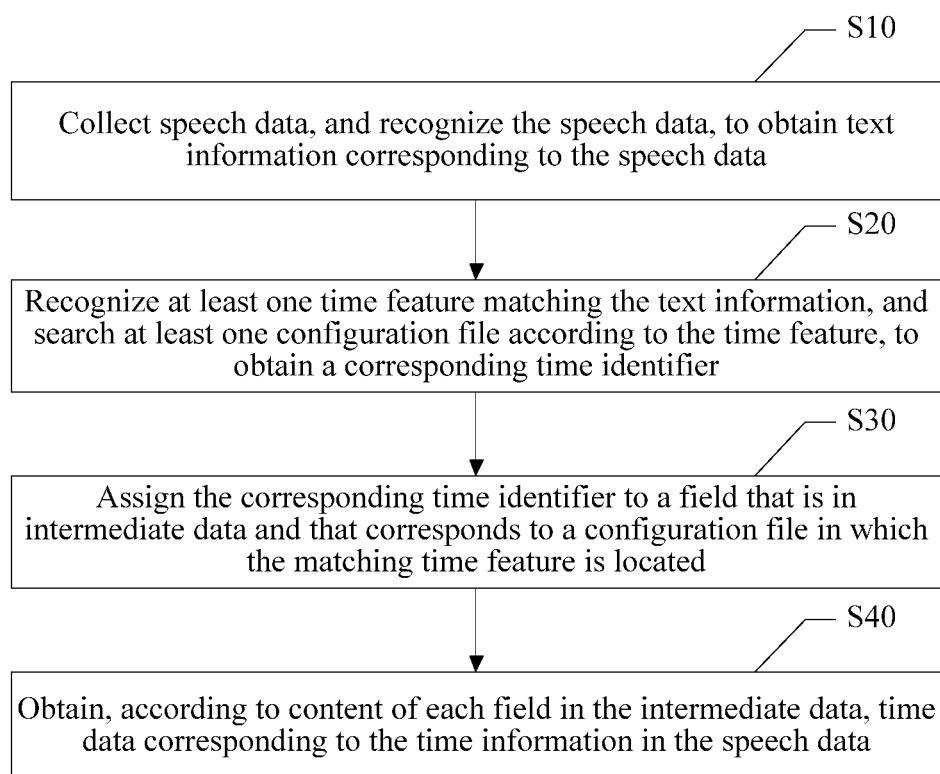 S10
Collect speech data, and recognize the speech data, to obtain text
information corresponding to the speech data
S20
Recognize at least one time feature matching the text information, and
search at least one configuration file according to the time feature, to
obtain a corresponding time identifier
S30
Assign the corresponding time identifier to a field that is in
intermediate data and that corresponds to a configuration file in which
the matching time feature is located
S40
Obtain, according to content of each field in the intermediate data, time
data corresponding to the time information in the speech data